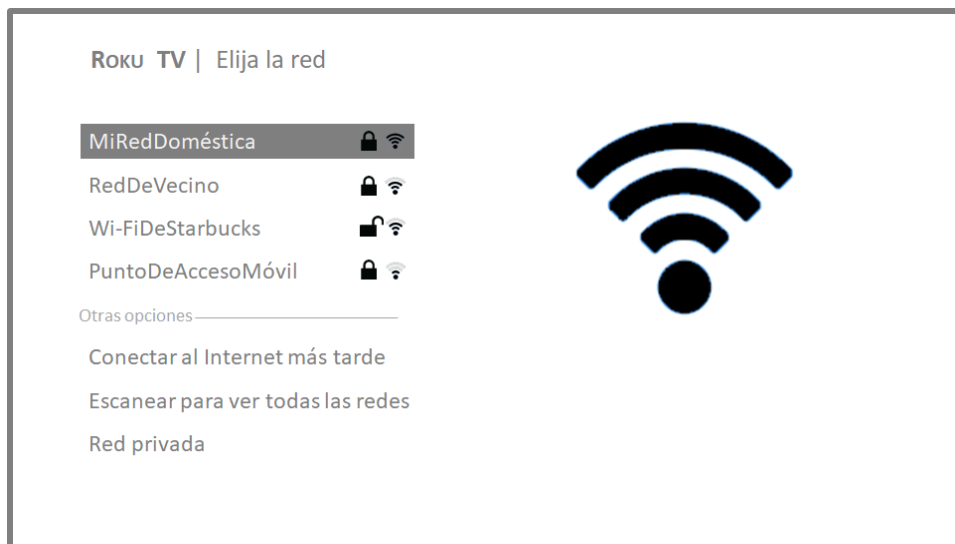 ROKU TV | Elija la red
MiRedDoméstica
RedDeVecino
Wi-FiDeStarbucks
PuntoDeAccesoMóvil
Otras opciones
Conectar al Internet más tarde
Escanear para ver todas las redes
Red privada